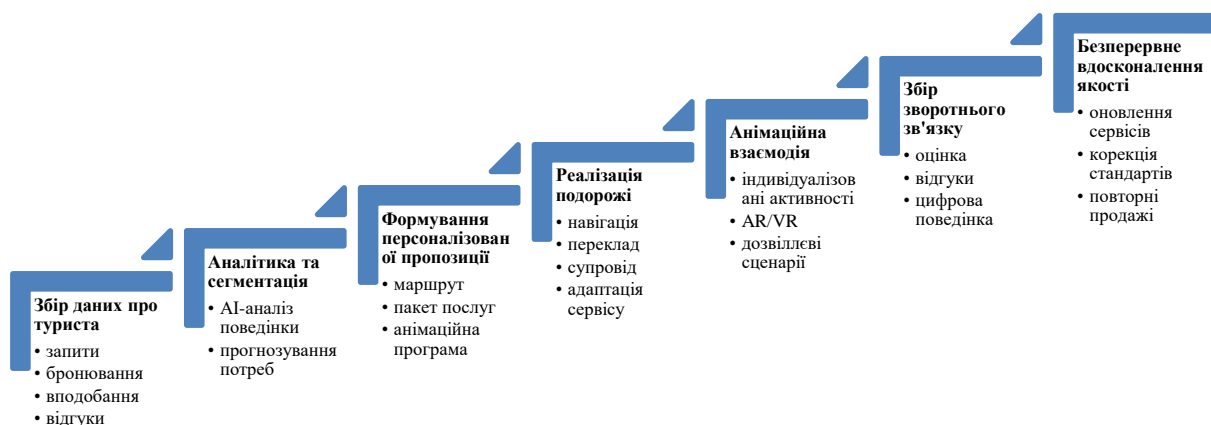 Збір даних про
туриста
• запити
• бронювання
• вподобання
• відгуки
Аналітика та
сегментація
• AI-аналіз
поведінки
• прогнозування
потреб
Формування
персоналізован
ої пропозиції
• маршрут
• пакет послуг
• анімаційна
програма
Реалізація
подорожі
• навігація
• переклад
• супровід
• адаптація
сервісу
Анімаційна
взаємодія
• індивідуалізов
ані активності
• AR/VR
• дозвіллєві
сценарії
Збір
зворотнього
зв'язку
• оцінка
• відгуки
• цифрова
поведінка
Безперервне
вдосконалення
якості
• оновлення
сервісів
• корекція
стандартів
• повторні
продажі